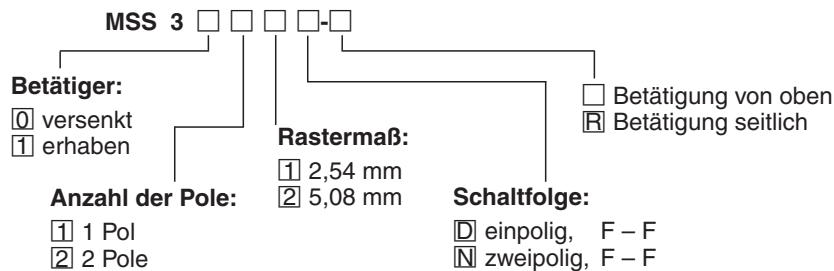 MSS 3 □ □ □ □-□
Betätiger:
0 versenkt
1 erhaben
Anzahl der Pole:
1 1 Pol
2 2 Pole
Rastermaß:
1 2,54 mm
2 5,08 mm
Schaltfolge:
D einpolig, F – F
N zweipolig, F – F
□ Betätigung von oben
R Betätigung seitlich